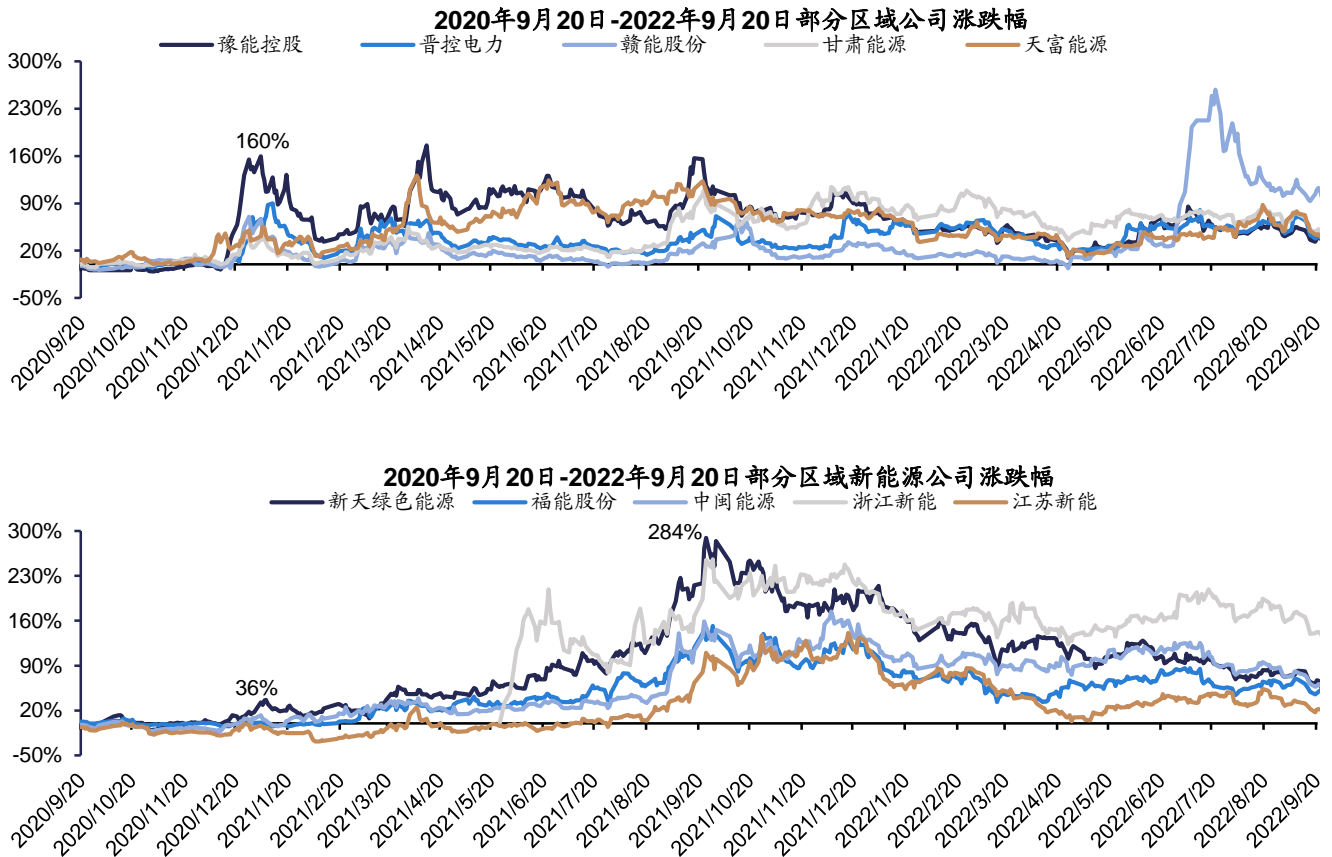 2020年9月20日-2022年9月20日部分区域公司涨跌幅
豫能控股 晋控电力 赣能股份 甘肃能源 天富能源
300%
230%
160%
160%
90%
20%
-50%
2020/9/20 2020/10/20 2020/11/20 2020/12/20 2021/1/20 2021/2/20 2021/3/20 2021/4/20 2021/5/20 2021/6/20 2021/7/20 2021/8/20 2021/9/20 2021/10/20 2021/11/20 2021/12/20 2022/1/20 2022/2/20 2022/3/20 2022/4/20 2022/5/20 2022/6/20 2022/7/20 2022/8/20 2022/9/20
2020年9月20日-2022年9月20日部分区域新能源公司涨跌幅
新天绿色能源 福能股份 中闽能源 浙江新能 江苏新能
300%
284%
230%
160%
90%
36%
20%
-50%
2020/9/20 2020/10/20 2020/11/20 2020/12/20 2021/1/20 2021/2/20 2021/3/20 2021/4/20 2021/5/20 2021/6/20 2021/7/20 2021/8/20 2021/9/20 2021/10/20 2021/11/20 2021/12/20 2022/1/20 2022/2/20 2022/3/20 2022/4/20 2022/5/20 2022/6/20 2022/7/20 2022/8/20 2022/9/20